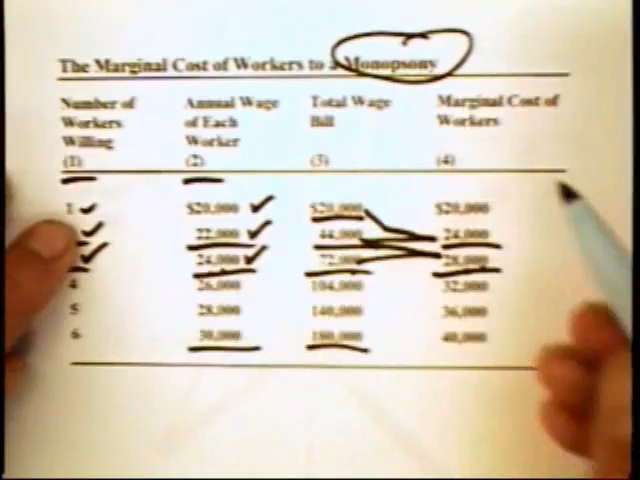 The Marginal Cost of Workers to a Monopsony
Number of Annual Wage Total Wage Marginal Cost of
Workers of Each Bill Workers
Willing Worker
(1) (2) (3) (4)
1 $20,000 $20,000 $20,000
22,000 44,000 24,000
24,000 72,000 28,000
4 26,000 104,000 32,000
5 28,000 140,000 36,000
6 30,000 180,000 40,000